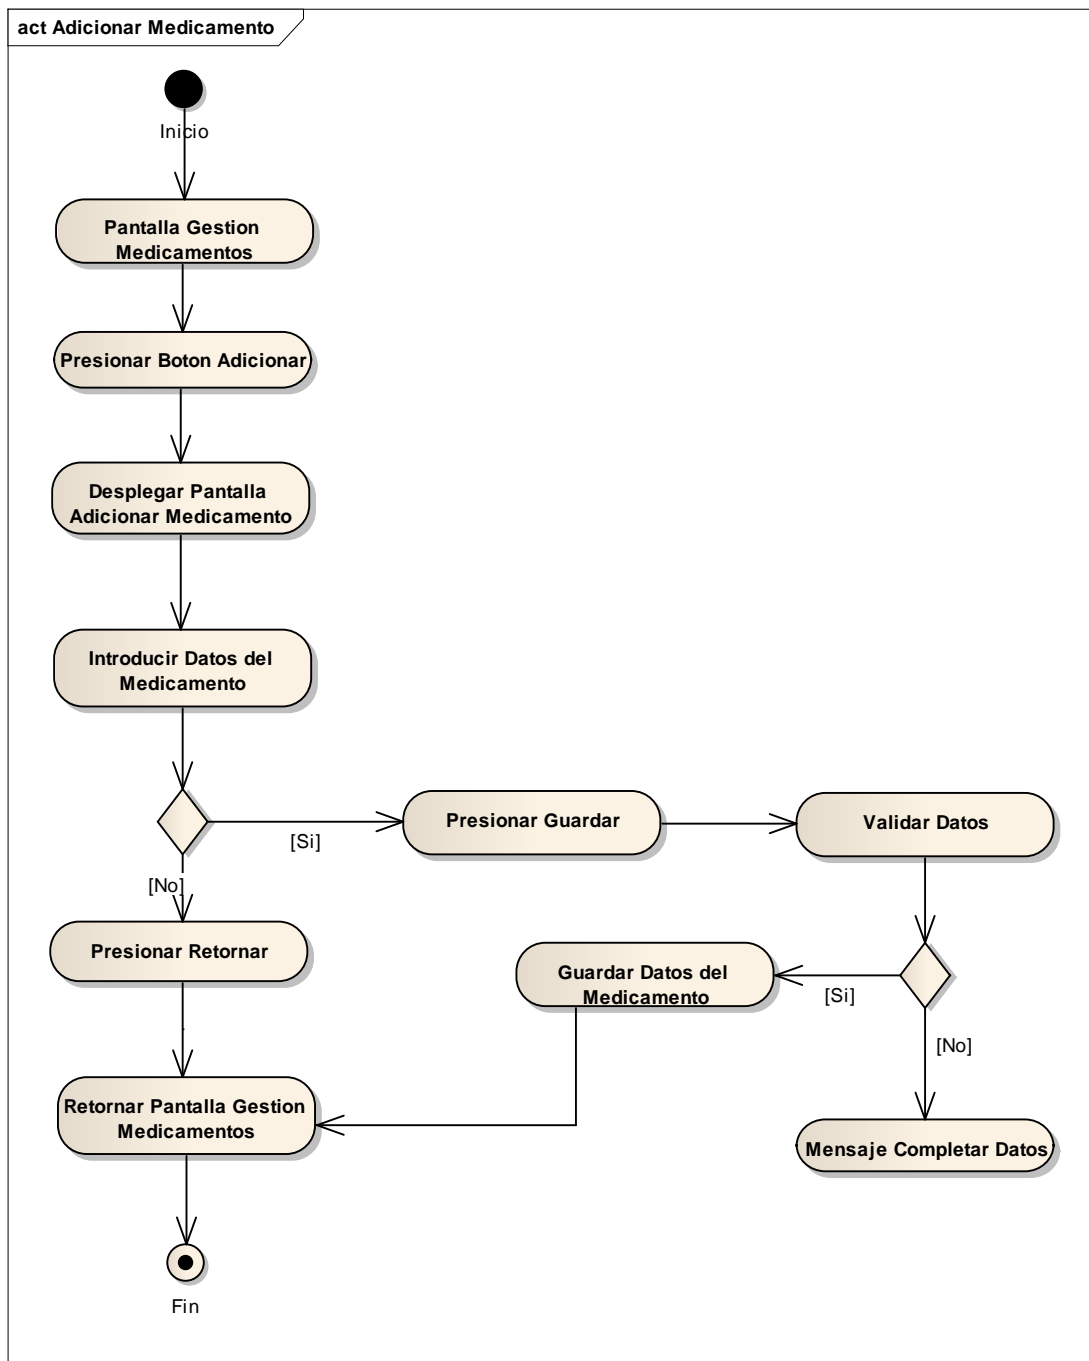 act Adicionar Medicamento
Inicio
Pantalla Gestion
Medicamentos
Presionar Boton Adicionar
Desplegar Pantalla
Adicionar Medicamento
Introducir Datos del
Medicamento
[Si]
Presionar Guardar
Validar Datos
[No]
Presionar Retornar
Guardar Datos del
Medicamento
[Si]
[No]
Retornar Pantalla Gestion
Medicamentos
Mensaje Completar Datos
Fin